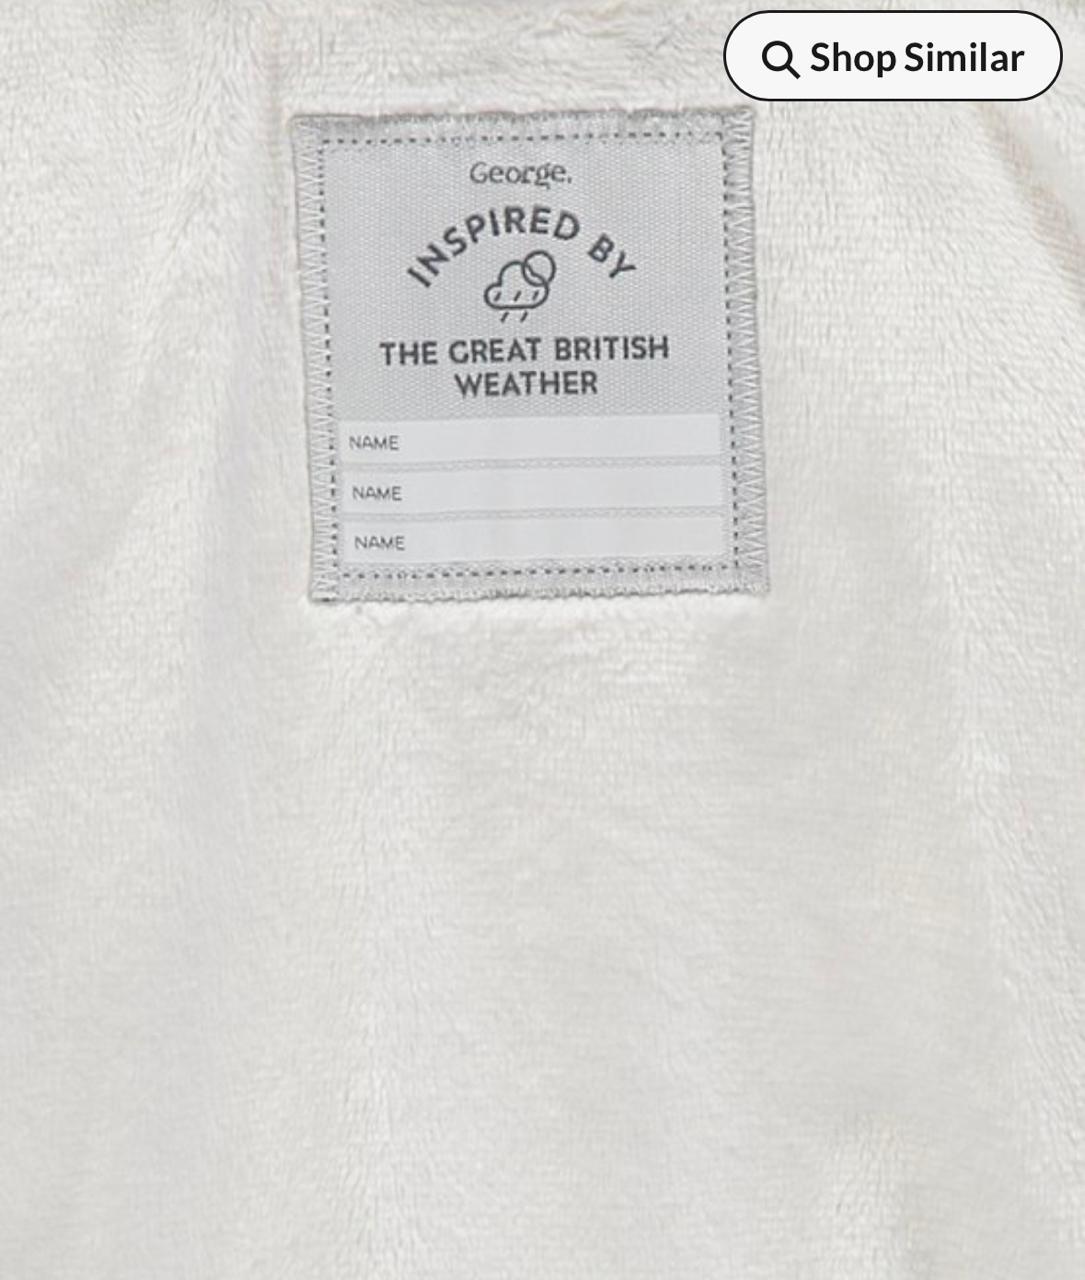 Shop Similar
George.
INSPIRED BY
THE GREAT BRITISH
WEATHER
NAME
NAME
NAME